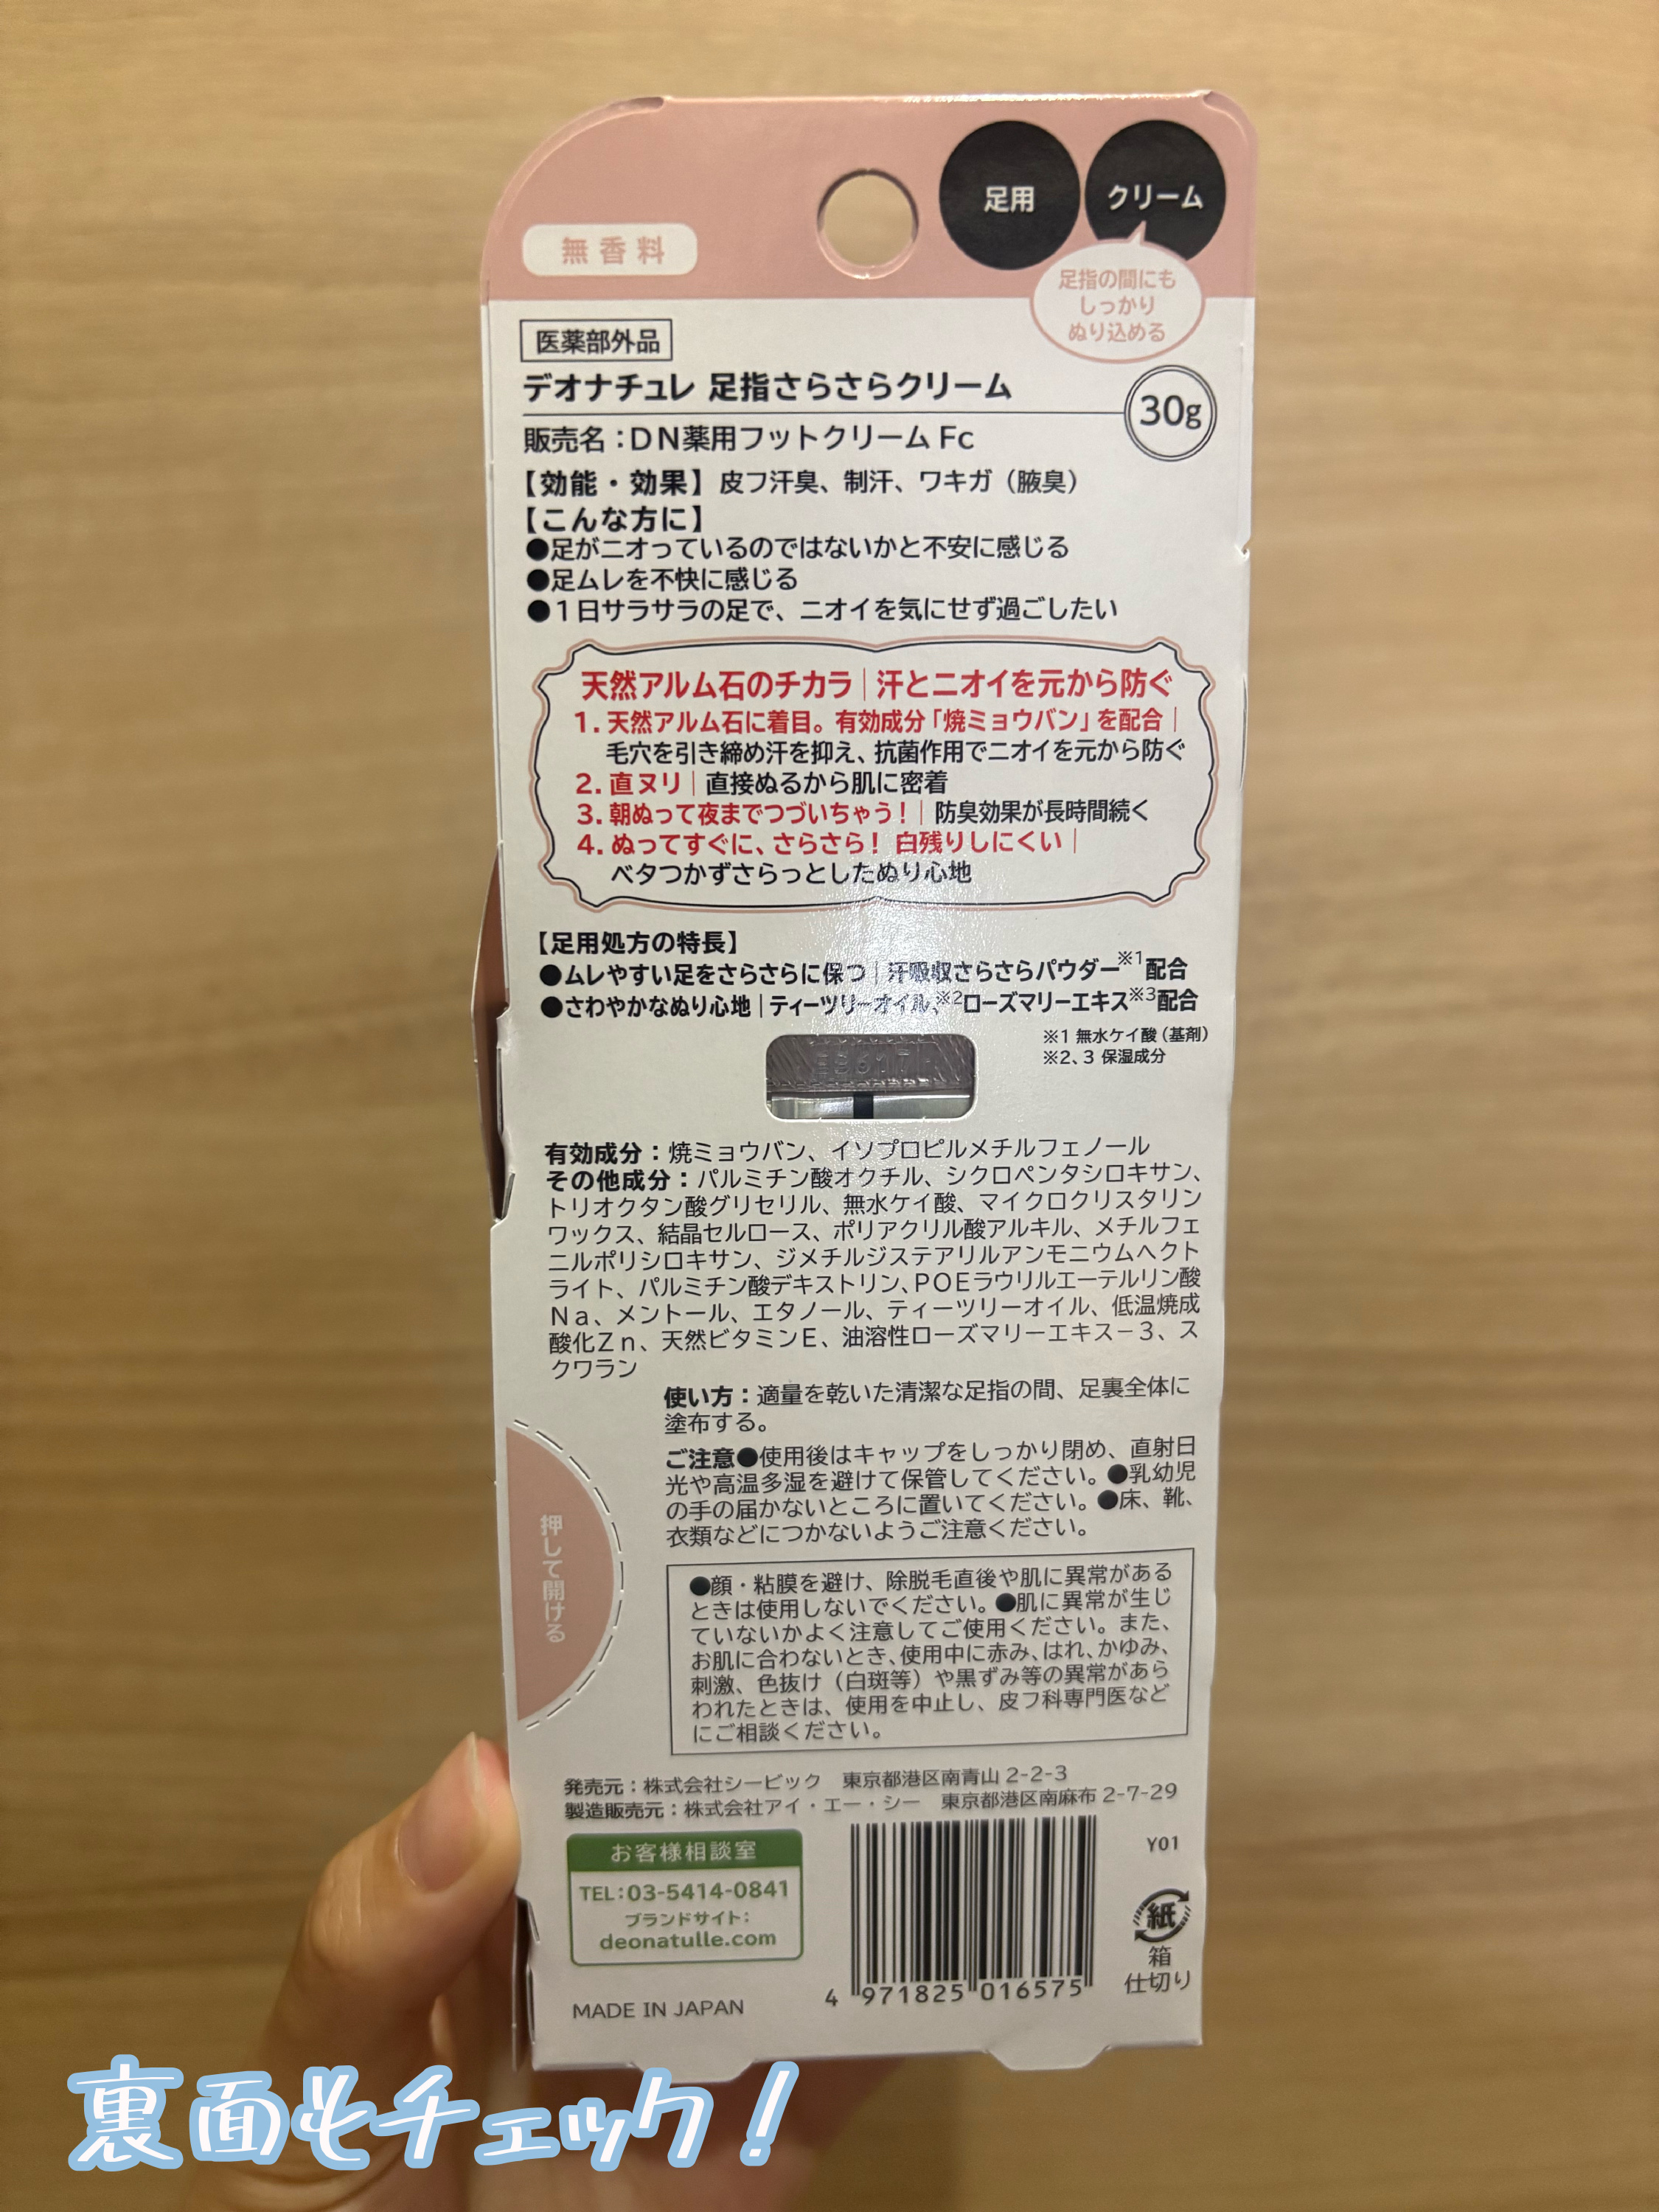 無香料
足用
クリーム
足指の間にも
しっかり
ぬり込める
医薬部外品
デオナチュレ 足指さらさらクリーム
30g
販売名：DN薬用フットクリーム Fc
【効能・効果】皮フ汗臭、制汗、ワキガ（腋臭）
【こんな方に】
●足がニオっているのではないかと不安に感じる
●足ムレを不快に感じる
●1日サラサラの足で、ニオイを気にせず過ごしたい
天然アルム石のチカラ｜汗とニオイを元から防ぐ
1. 天然アルム石に着目。有効成分「焼ミョウバン」を配合｜
毛穴を引き締め汗を抑え、抗菌作用でニオイを元から防ぐ
2. 直ヌリ｜直接ぬるから肌に密着
3. 朝ぬって夜までつづいちゃう！｜防臭効果が長時間続く
4. ぬってすぐに、さらさら！ 白残りしにくい｜
ベタつかずさらっとしたぬり心地
【足用処方の特長】
●ムレやすい足をさらさらに保つ｜汗吸収さらさらパウダー※1配合
●さわやかなぬり心地｜ティーツリーオイル、※2ローズマリーエキス※3配合
※1 無水ケイ酸（基剤）
※2、3 保湿成分
有効成分：焼ミョウバン、イソプロピルメチルフェノール
その他成分：パルミチン酸オクチル、シクロペンタシロキサン、
トリオクタン酸グリセリル、無水ケイ酸、マイクロクリスタリン
ワックス、結晶セルロース、ポリアクリル酸アルキル、メチルフェ
ニルポリシロキサン、ジメチルジステアリルアンモニウムヘクト
ライト、パルミチン酸デキストリン、POEラウリルエーテルリン酸
Na、メントール、エタノール、ティーツリーオイル、低温焼成
酸化Zn、天然ビタミンE、油溶性ローズマリーエキス－3、ス
クワラン
使い方：適量を乾いた清潔な足指の間、足裏全体に
塗布する。
ご注意●使用後はキャップをしっかり閉め、直射日
光や高温多湿を避けて保管してください。●乳幼児
の手の届かないところに置いてください。●床、靴、
衣類などにつかないようご注意ください。
押して開ける
●顔・粘膜を避け、除脱毛直後や肌に異常がある
ときは使用しないでください。●肌に異常が生じ
ていないかよく注意してご使用ください。また、
お肌に合わないとき、使用中に赤み、はれ、かゆみ、
刺激、色抜け（白斑等）や黒ずみ等の異常があら
われたときは、使用を中止し、皮フ科専門医など
にご相談ください。
発売元：株式会社シービック　東京都港区南青山 2-2-3
製造販売元：株式会社アイ・エー・シー　東京都港区南麻布 2-7-29
お客様相談室
TEL:03-5414-0841
ブランドサイト:
deonatulle.com
MADE IN JAPAN
4 971825 016575
Y01
紙
箱
仕切り
裏面もチェック！